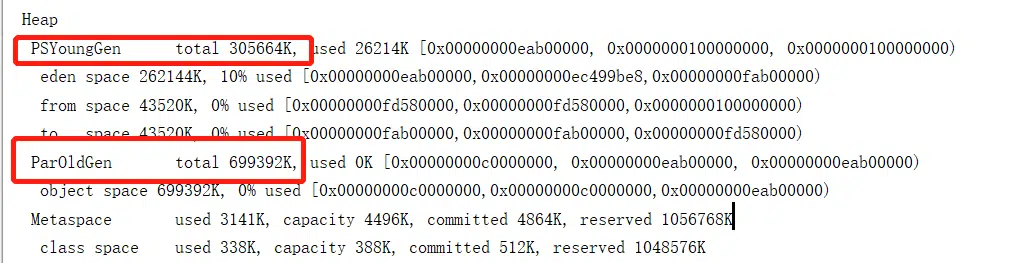 Heap
PSYoungGen total 305664K, used 26214K [0x00000000eab00000, 0x0000000100000000, 0x0000000100000000)
eden space 262144K, 10% used [0x00000000eab00000,0x00000000ec499be8,0x00000000fab00000)
from space 43520K, 0% used [0x00000000fd580000,0x00000000fd580000,0x0000000100000000)
to space 43520K, 0% used [0x00000000fab00000,0x00000000fab00000,0x00000000fd580000)
ParOldGen total 699392K, used 0K [0x00000000c0000000, 0x00000000eab00000, 0x00000000eab00000)
object space 699392K, 0% used [0x00000000c0000000,0x00000000c0000000,0x00000000eab00000)
Metaspace used 3141K, capacity 4496K, committed 4864K, reserved 1056768K
class space used 338K, capacity 388K, committed 512K, reserved 1048576K